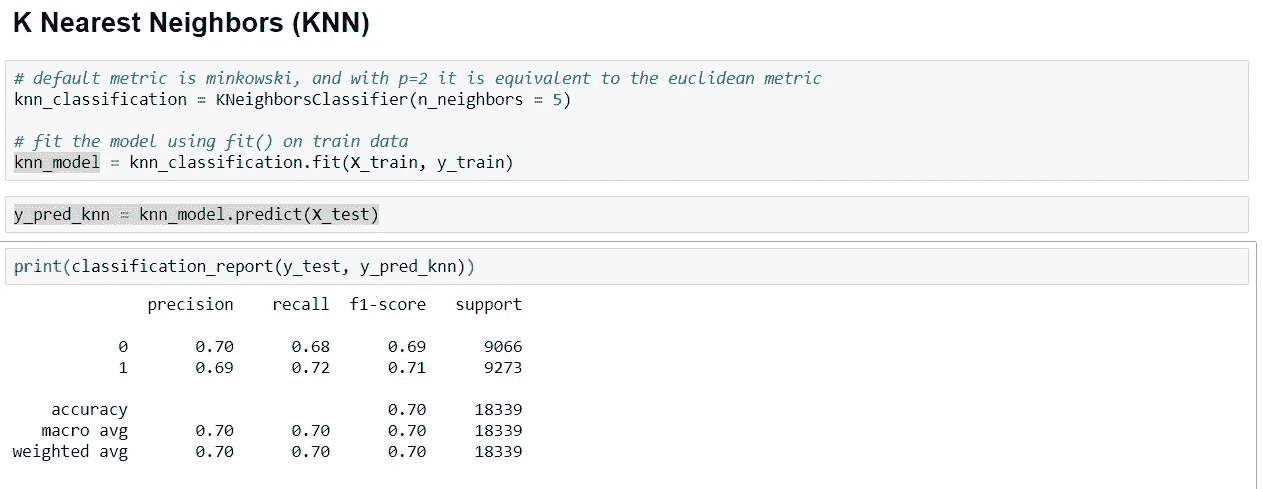 K Nearest Neighbors (KNN)
# default metric is minkowski, and with p=2 it is equivalent to the euclidean metric
knn_classification = KNeighborsClassifier(n_neighbors = 5)
# fit the model using fit() on train data
knn_model = knn_classification.fit(X_train, y_train)
y_pred_knn = knn_model.predict(X_test)
print(classification_report(y_test, y_pred_knn))
precision recall f1-score support
0 0.70 0.68 0.69 9066
1 0.69 0.72 0.71 9273
accuracy 0.70 18339
macro avg 0.70 0.70 0.70 18339
weighted avg 0.70 0.70 0.70 18339